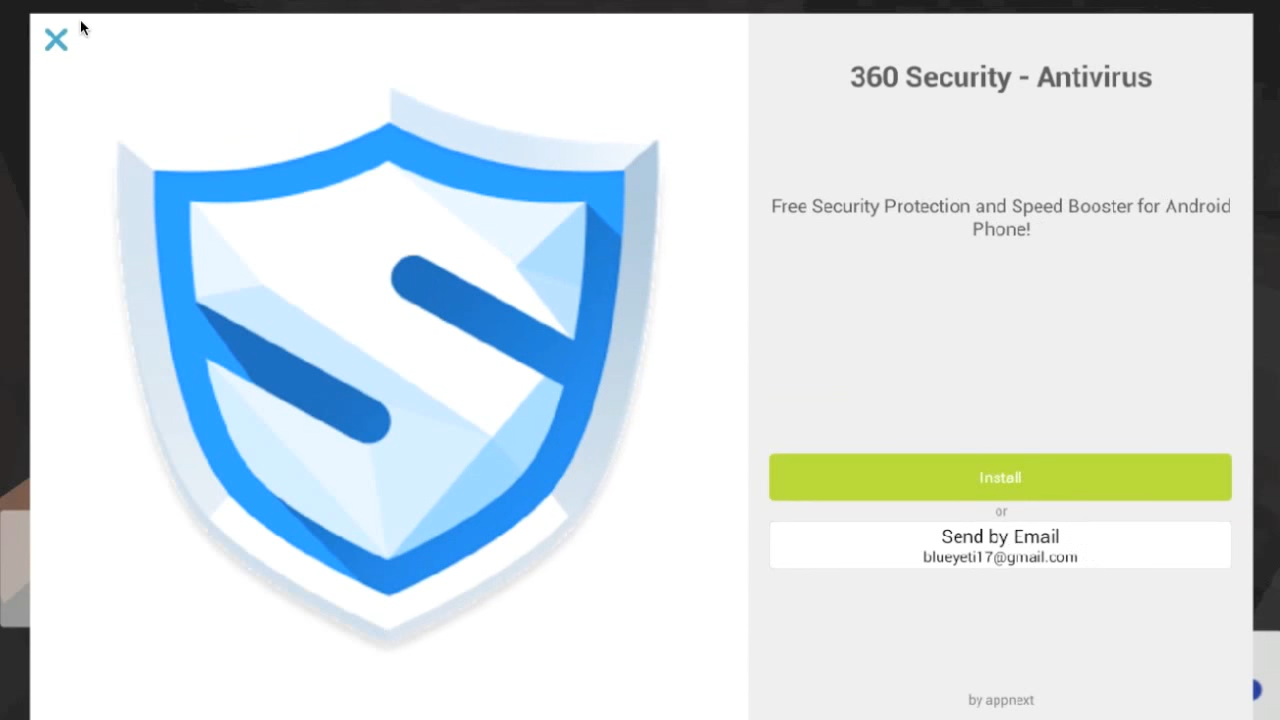 360 Security - Antivirus
Free Security Protection and Speed Booster for Android
Phone!
Install
or
Send by Email
blueyeti17@gmail.com
by appnext